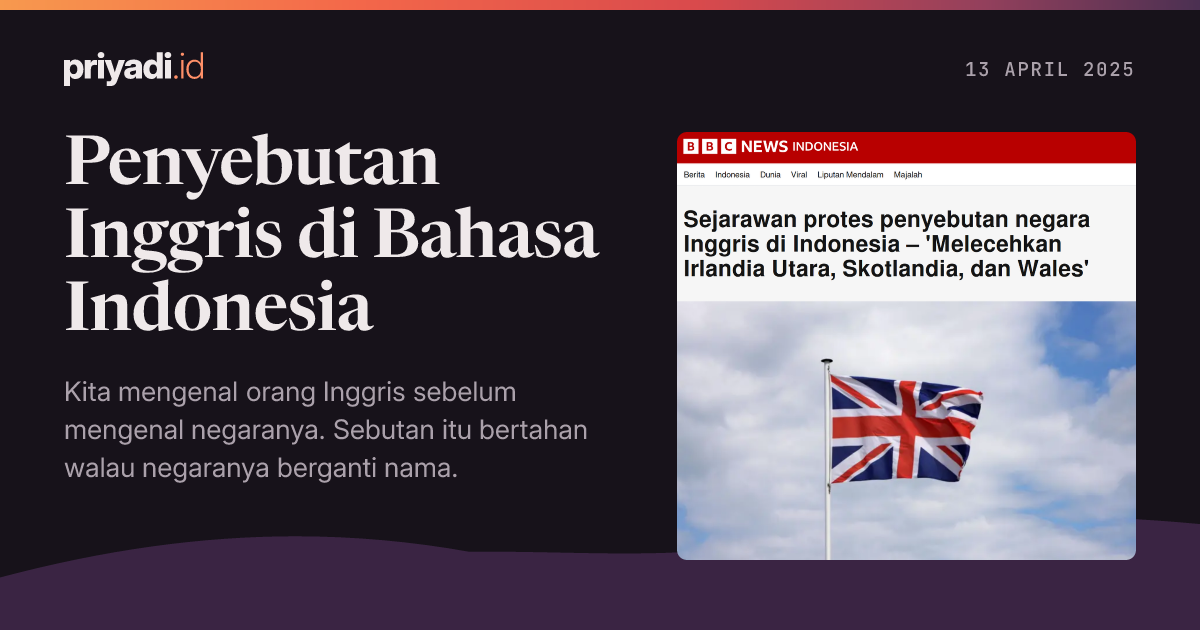 priyadi.id
13 APRIL 2025
Penyebutan
Inggris di Bahasa
Indonesia
Kita mengenal orang Inggris sebelum
mengenal negaranya. Sebutan itu bertahan
walau negaranya berganti nama.
BBC NEWS INDONESIA
Berita Indonesia Dunia Viral Liputan Mendalam Majalah
Sejarawan protes penyebutan negara
Inggris di Indonesia – 'Melecehkan
Irlandia Utara, Skotlandia, dan Wales'